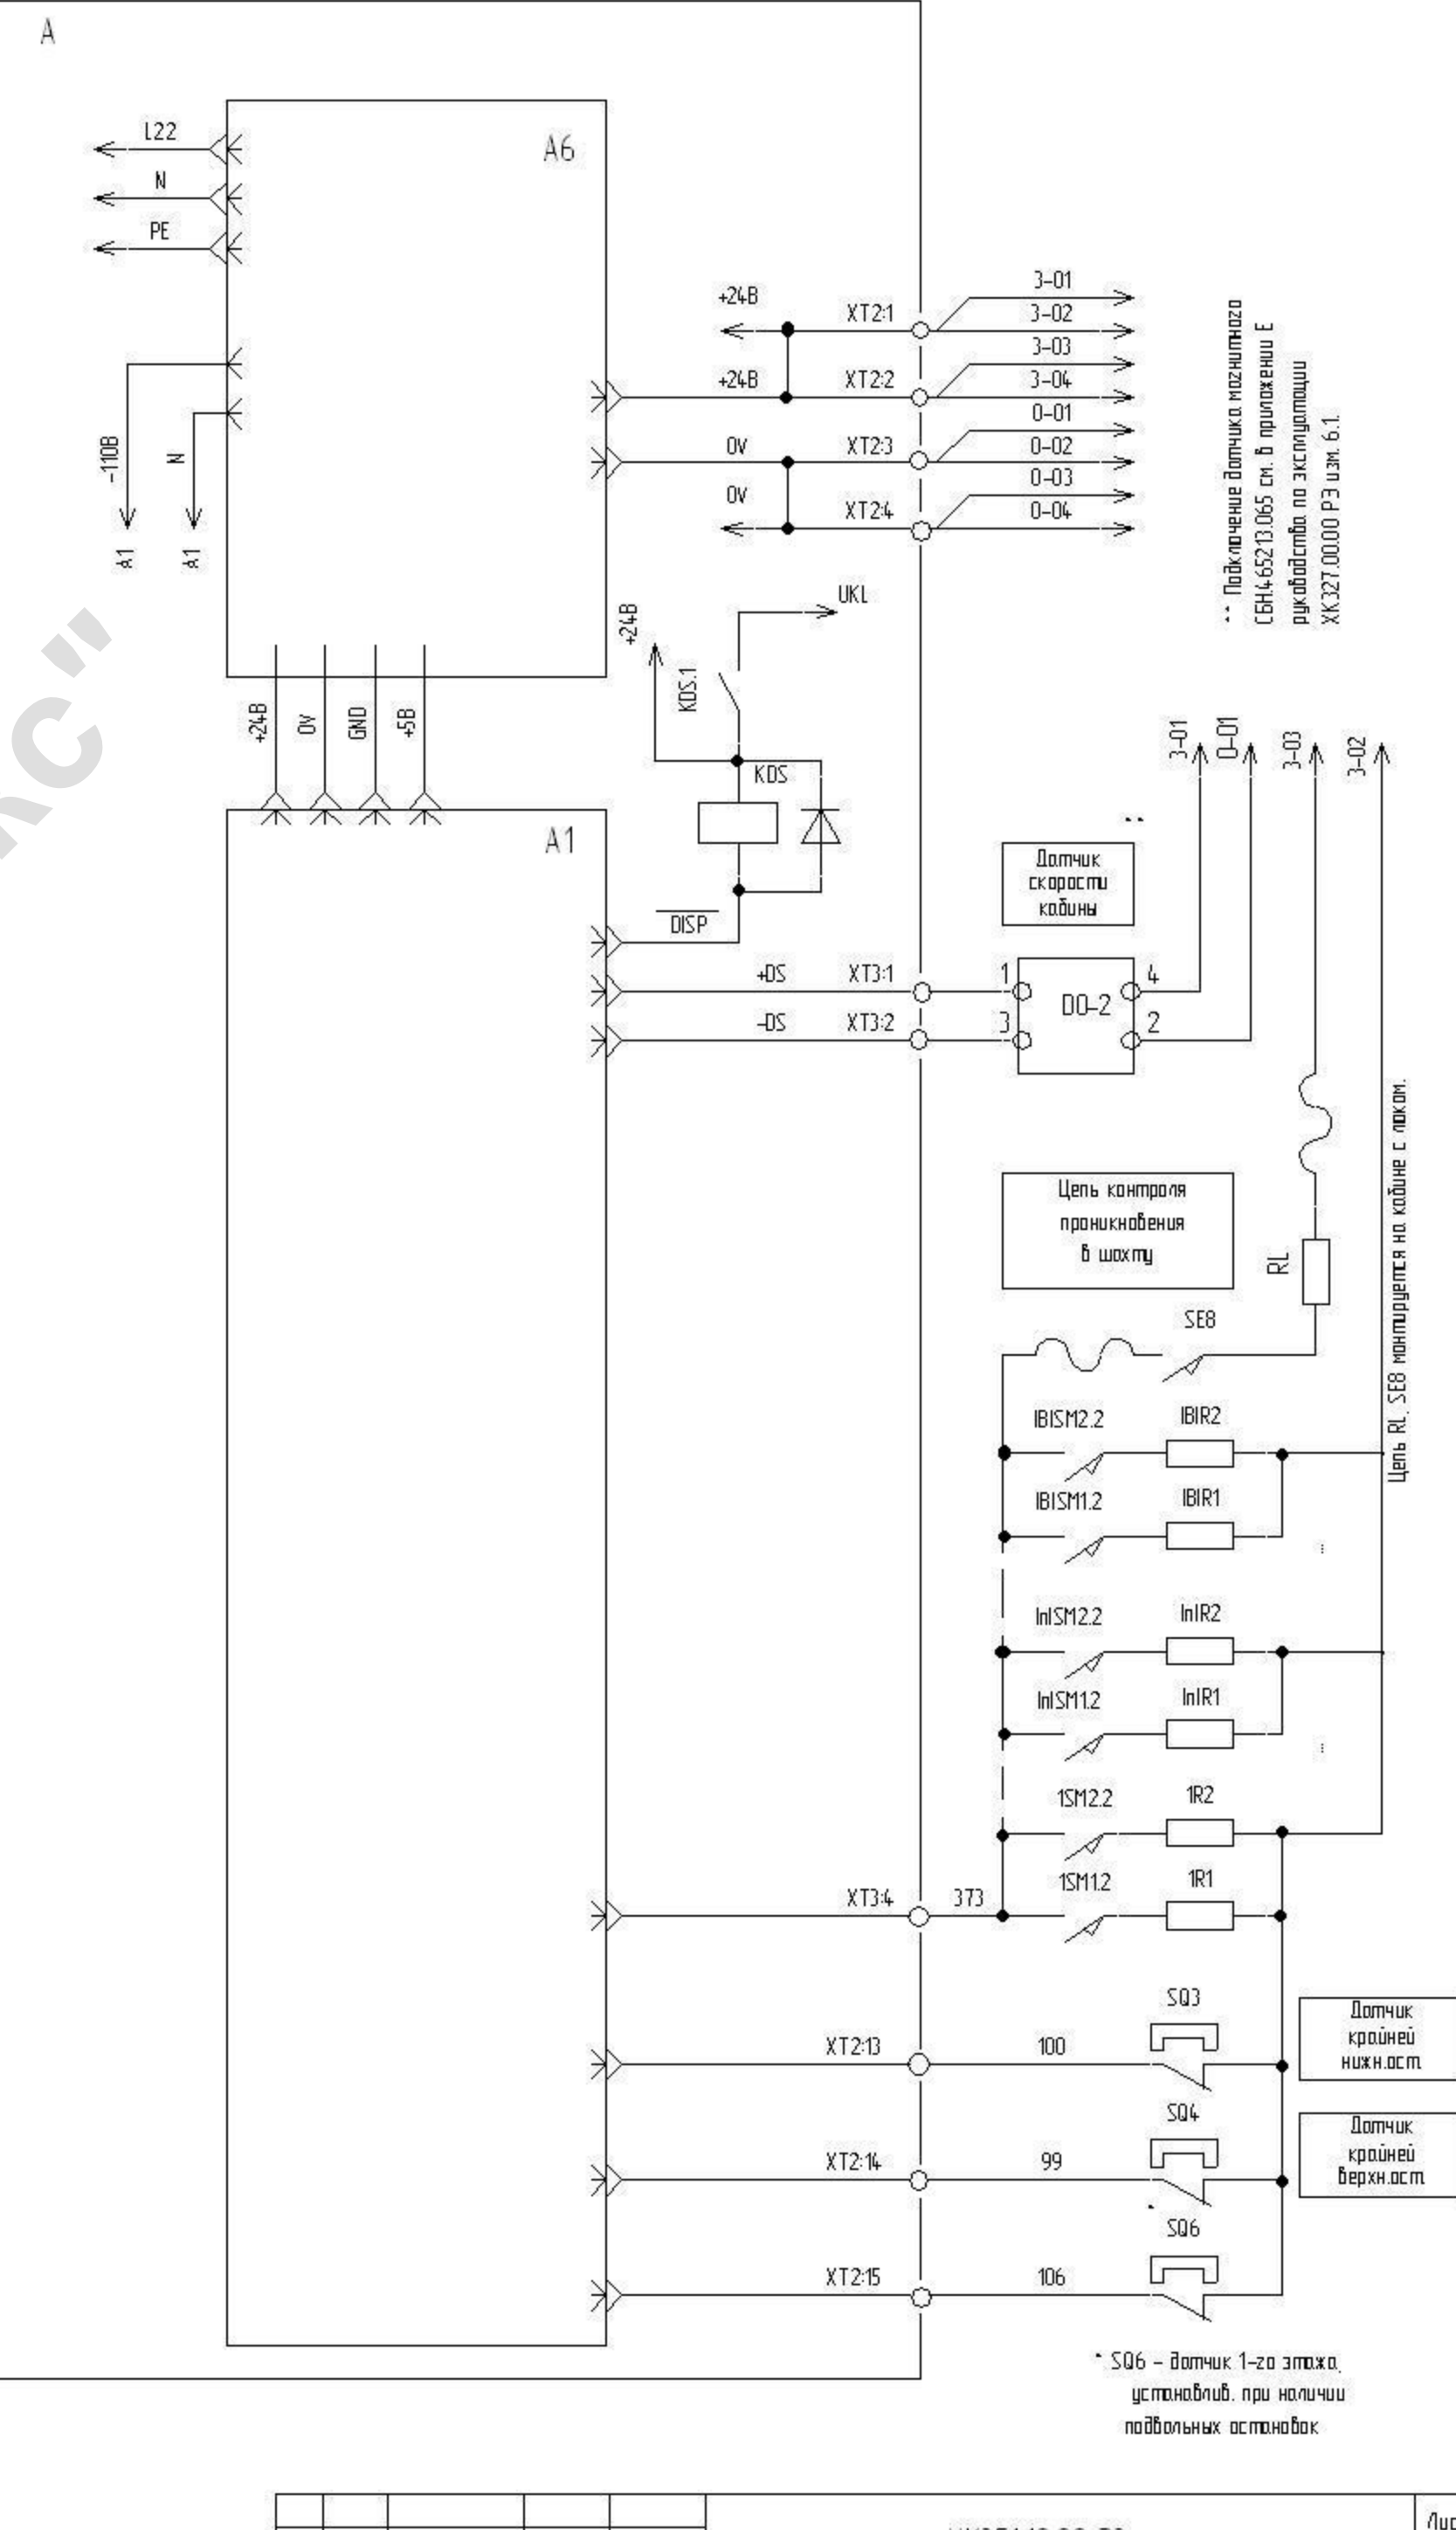 A
A6
L22
N
PE
-110В
N
A1
A1
+24В
XT2:1
3-01
3-02
3-03
+24В
XT2:2
3-04
0-01
0V
XT2:3
0-02
0-03
0V
XT2:4
0-04
** Подключение датчика магнитного
СБН.465213.065 см. в приложении Е
руководства по эксплуатации
ХК327.00.00 РЭ изм. 6.1.
UKL
+24В
KDS.1
KDS
+24В
0V
GND
+5В
A1
3-01
0-01
3-03
3-02
**
Датчик
скорости
кабины
DISP
+DS
XT3:1
1
DO-2
4
-DS
XT3:2
3
2
Цепь контроля
проникновения
в шахту
RL
Цепь RL, SE8 монтируется на кабине с полом.
SE8
IBISM2.2
IBIR2
IBISM1.2
IBIR1
InISM2.2
InIR2
InISM1.2
InIR1
1SM2.2
1R2
1SM1.2
1R1
XT3:4
373
SQ3
XT2:13
100
Датчик
крайней
нижн.ост.
SQ4
XT2:14
99
Датчик
крайней
верхн.ост.
*
SQ6
XT2:15
106
* SQ6 – датчик 1-го этажа,
устанавлив. при наличии
подвальных остановок